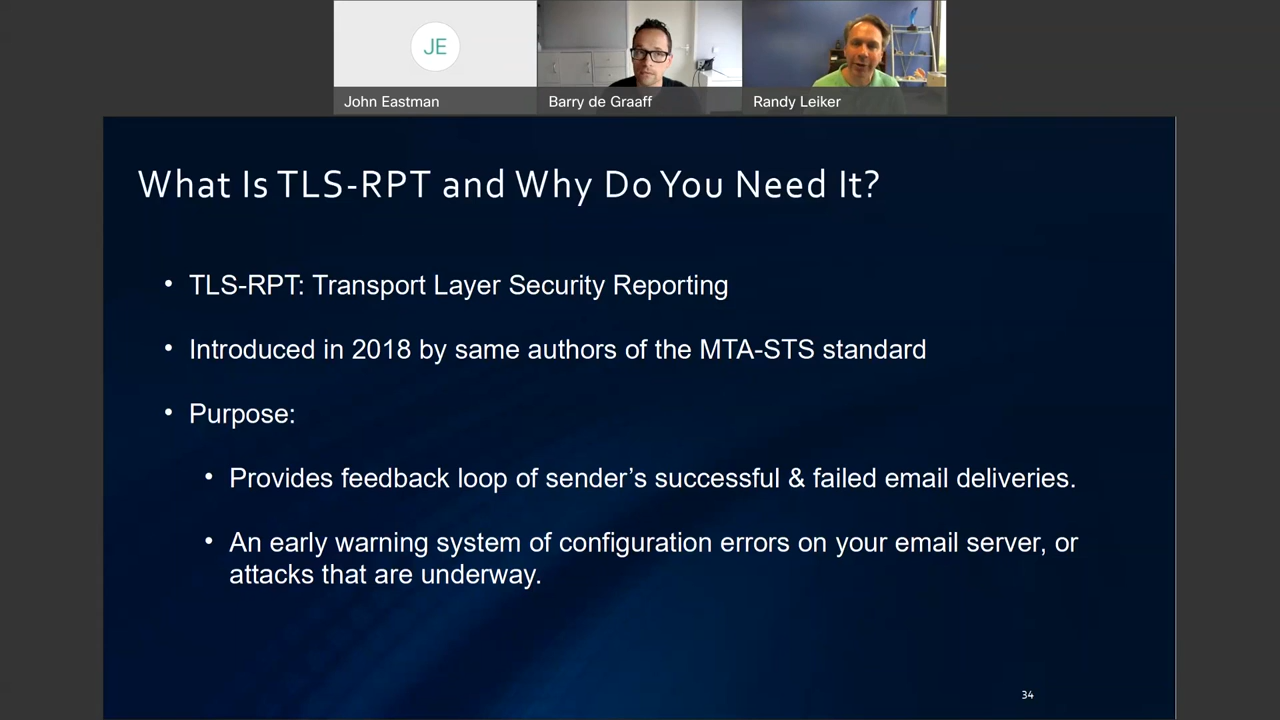 JE
John Eastman
Barry de Graaff
Randy Leiker
What Is TLS-RPT and Why Do You Need It?
• TLS-RPT: Transport Layer Security Reporting
• Introduced in 2018 by same authors of the MTA-STS standard
• Purpose:
• Provides feedback loop of sender’s successful & failed email deliveries.
• An early warning system of configuration errors on your email server, or
attacks that are underway.
34